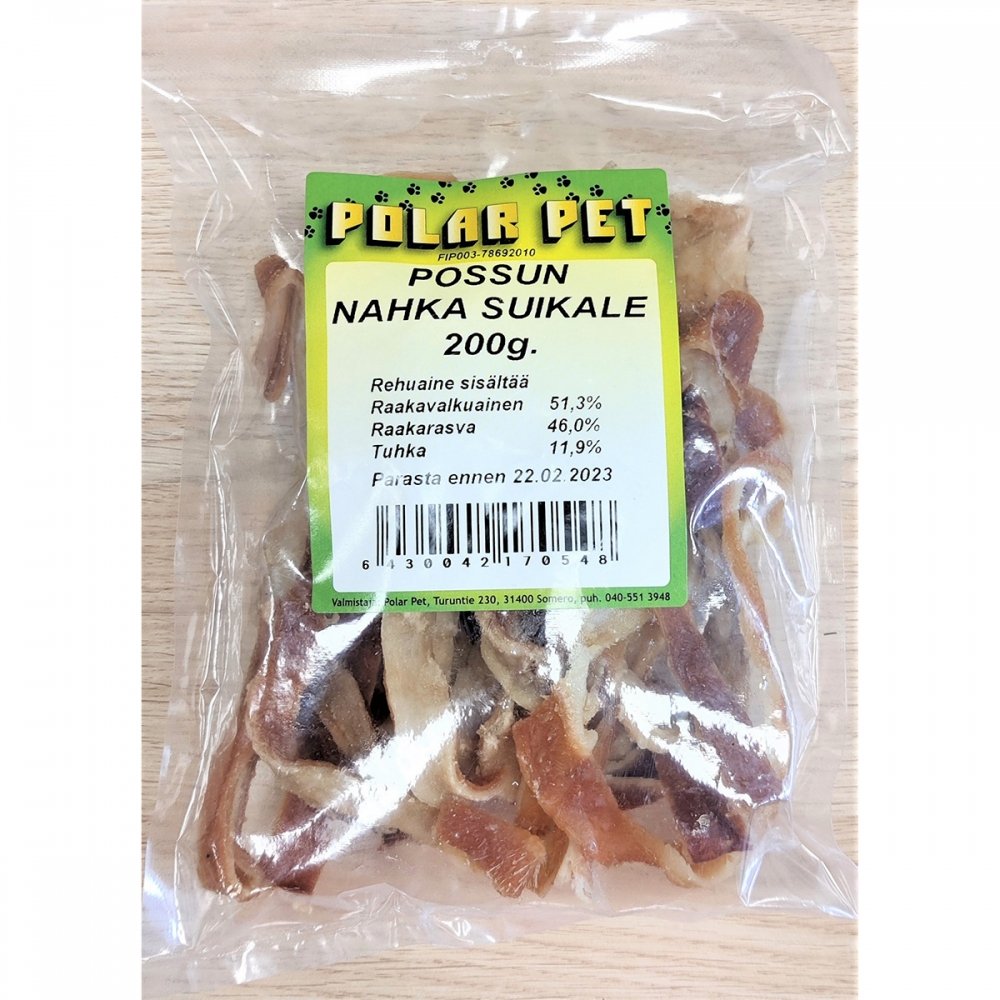 POLAR PET
FIP003-78692010
POSSUN
NAHKA SUIKALE
200g.
Rehuaine sisältää
Raakavalkuainen 51,3%
Raakarasva 46,0%
Tuhka 11,9%
Parasta ennen 22.02.2023
6 430042 170548
Valmistaja: Polar Pet, Turuntie 230, 31400 Somero, puh. 040-551 3948